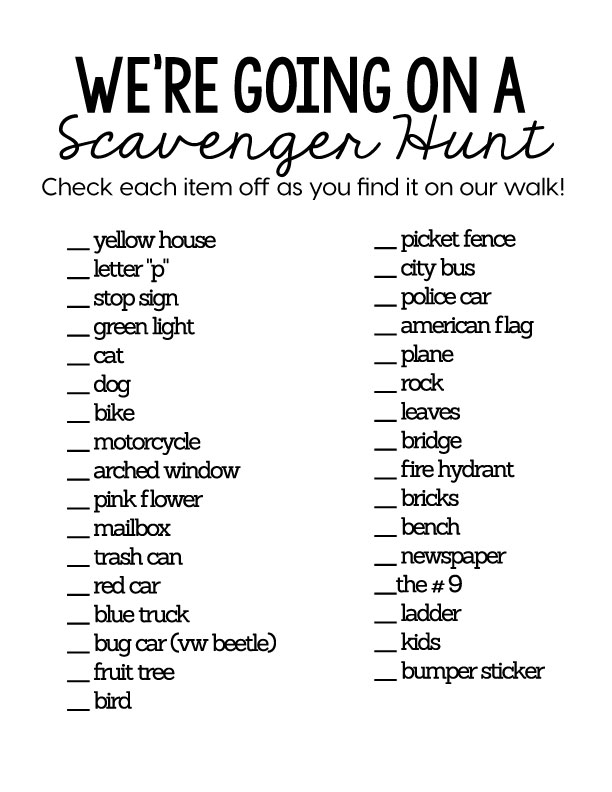 WE'RE GOING ON A
Scavenger Hunt
Check each item off as you find it on our walk!
__ yellow house
__ letter "p"
__ stop sign
__ green light
__ cat
__ dog
__ bike
__ motorcycle
__ arched window
__ pink flower
__ mailbox
__ trash can
__ red car
__ blue truck
__ bug car (vw beetle)
__ fruit tree
__ bird
__ picket fence
__ city bus
__ police car
__ american flag
__ plane
__ rock
__ leaves
__ bridge
__ fire hydrant
__ bricks
__ bench
__ newspaper
__the # 9
__ ladder
__ kids
__ bumper sticker